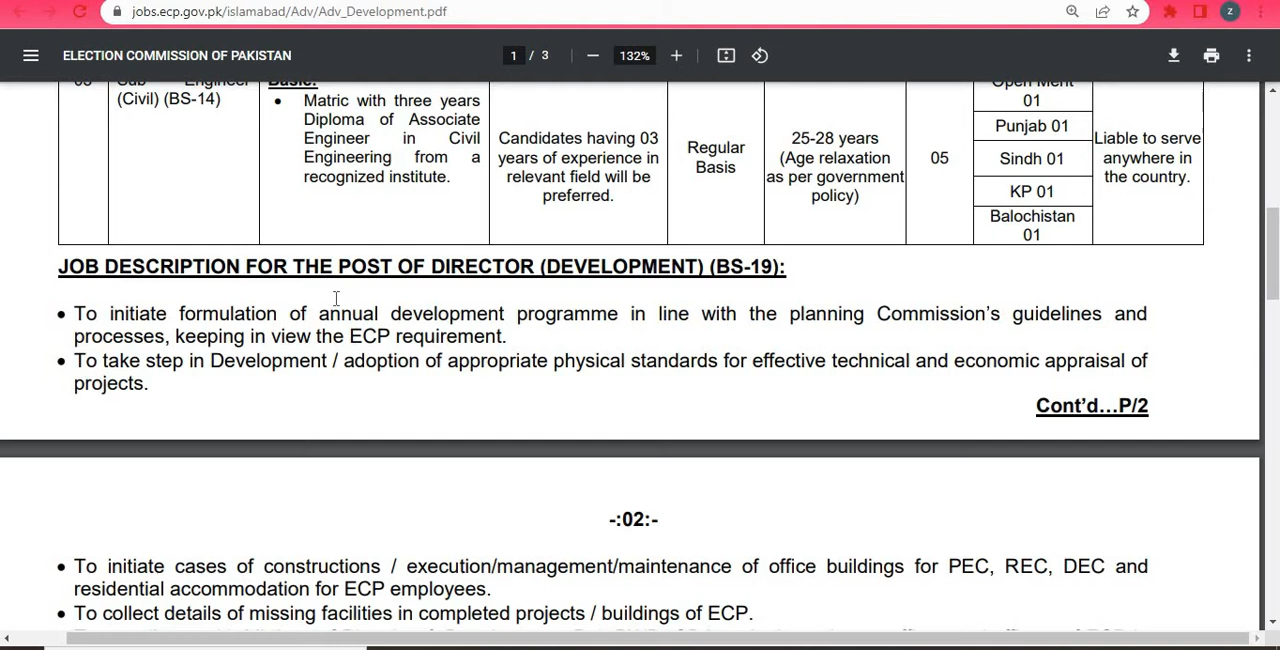 jobs.ecp.gov.pk/islamabad/Adv/Adv_Development.pdf
Z
ELECTION COMMISSION OF PAKISTAN
1 / 3
132%
Sub Engineer
(Civil) (BS-14)
Basic:
• Matric with three years
Diploma of Associate
Engineer in Civil
Engineering from a
recognized institute.
Candidates having 03
years of experience in
relevant field will be
preferred.
Regular
Basis
25-28 years
(Age relaxation
as per government
policy)
05
Open Merit
01
Punjab 01
Sindh 01
KP 01
Balochistan
01
Liable to serve
anywhere in
the country.
JOB DESCRIPTION FOR THE POST OF DIRECTOR (DEVELOPMENT) (BS-19):
• To initiate formulation of annual development programme in line with the planning Commission's guidelines and
processes, keeping in view the ECP requirement.
• To take step in Development / adoption of appropriate physical standards for effective technical and economic appraisal of
projects.
Cont'd...P/2
-:02:-
• To initiate cases of constructions / execution/management/maintenance of office buildings for PEC, REC, DEC and
residential accommodation for ECP employees.
• To collect details of missing facilities in completed projects / buildings of ECP.